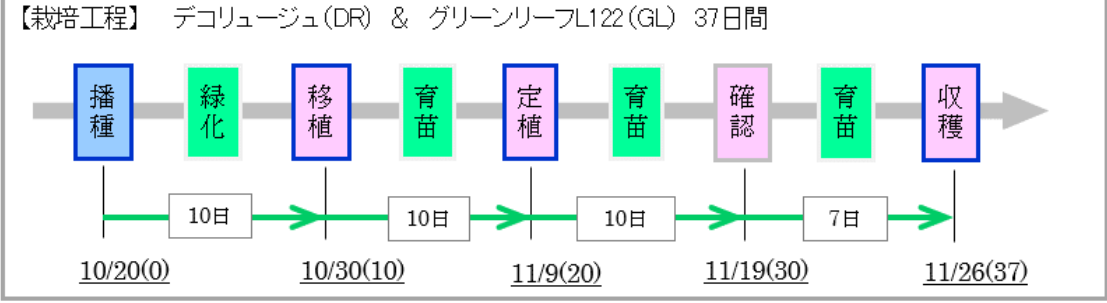 【栽培工程】 デコリュージュ(DR) & グリーンリーフL122(GL) 37日間
播種 緑化 移植 育苗 定植 育苗 確認 育苗 収穫
10日 10日 10日 7日
10/20(0) 10/30(10) 11/9(20) 11/19(30) 11/26(37)